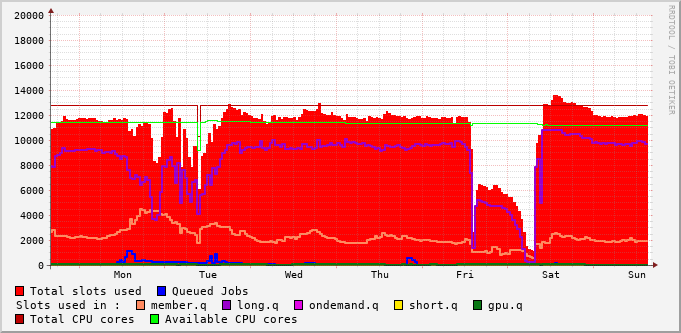 20000
18000
16000
14000
12000
10000
8000
6000
4000
2000
0
Mon Tue Wed Thu Fri Sat Sun
RRDTOOL / TOBI OETIKER
Total slots used Queued Jobs
Slots used in : member.q long.q ondemand.q short.q gpu.q
Total CPU cores Available CPU cores